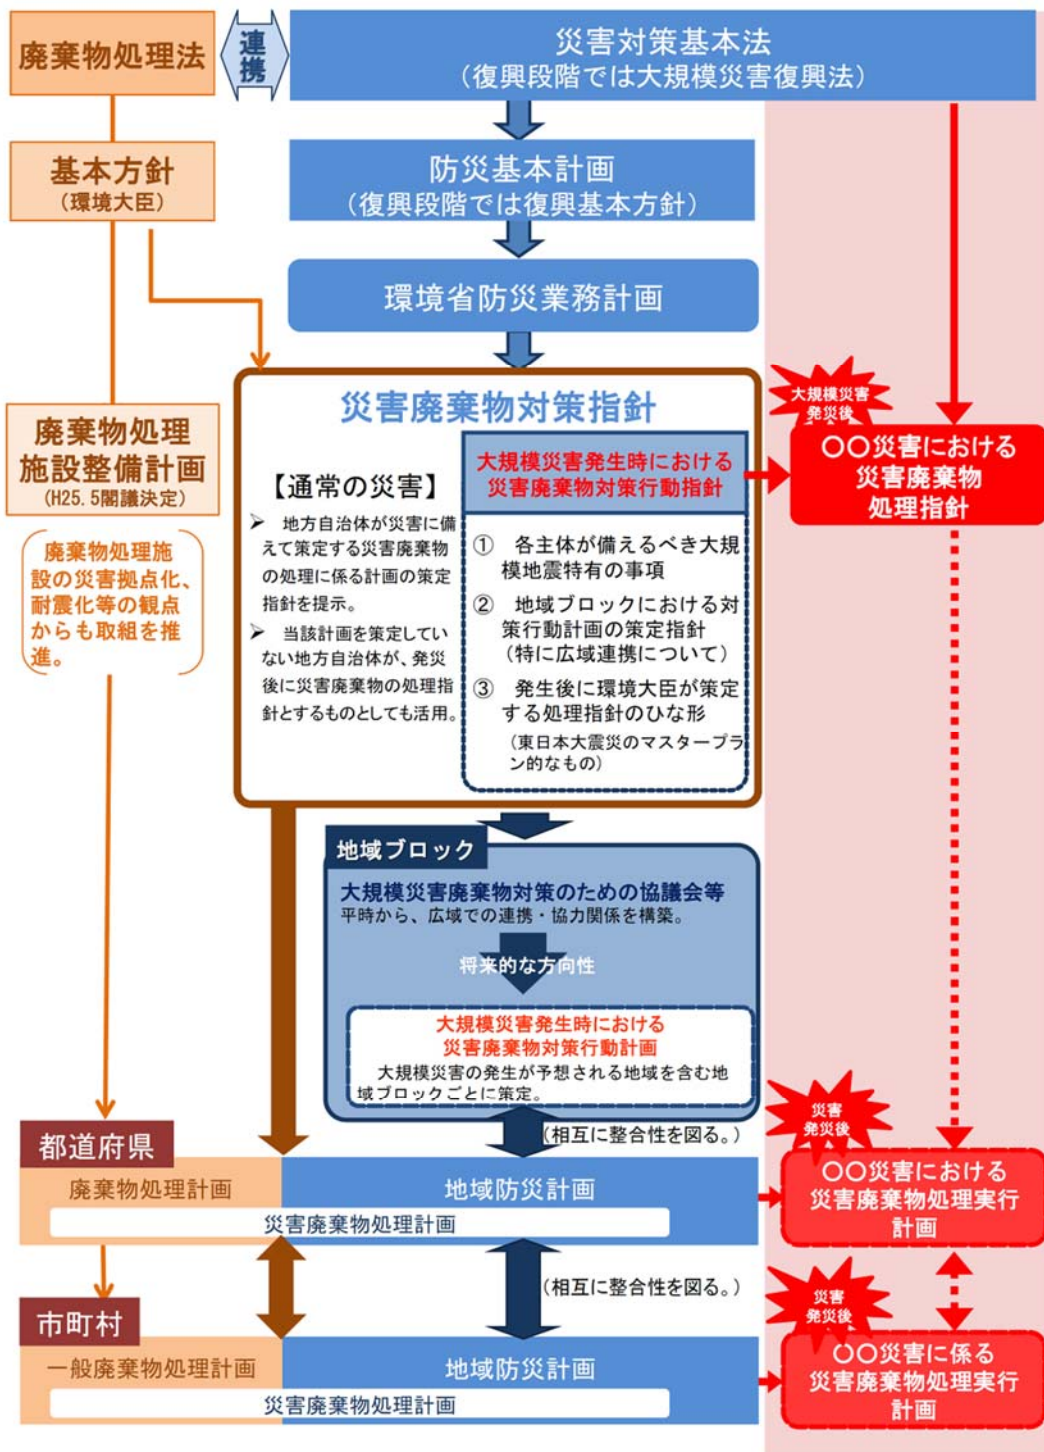 廃棄物処理法
連携
災害対策基本法
(復興段階では大規模災害復興法)
基本方針
(環境大臣)
防災基本計画
(復興段階では復興基本方針)
環境省防災業務計画
廃棄物処理
施設整備計画
(H25.5閣議決定)
廃棄物処理施
設の災害拠点化、
耐震化等の観点
からも取組を推
進。
災害廃棄物対策指針
【通常の災害】
➢ 地方自治体が災害に備
えて策定する災害廃棄物
の処理に係る計画の策定
指針を提示。
➢ 当該計画を策定してい
ない地方自治体が、発災
後に災害廃棄物の処理指
針とするものとしても活用。
大規模災害発生時における
災害廃棄物対策行動指針
① 各主体が備えるべき大規
模地震特有の事項
② 地域ブロックにおける対
策行動計画の策定指針
(特に広域連携について)
③ 発生後に環境大臣が策定
する処理指針のひな形
(東日本大震災のマスタープラ
ン的なもの)
大規模災害
発災後
〇〇災害における
災害廃棄物
処理指針
地域ブロック
大規模災害廃棄物対策のための協議会等
平時から、広域での連携・協力関係を構築。
将来的な方向性
大規模災害発生時における
災害廃棄物対策行動計画
大規模災害の発生が予想される地域を含む地
域ブロックごとに策定。
(相互に整合性を図る。)
都道府県
廃棄物処理計画
地域防災計画
災害廃棄物処理計画
災害
発災後
〇〇災害における
災害廃棄物処理実行
計画
(相互に整合性を図る。)
市町村
一般廃棄物処理計画
地域防災計画
災害廃棄物処理計画
災害
発災後
〇〇災害に係る
災害廃棄物処理実行
計画